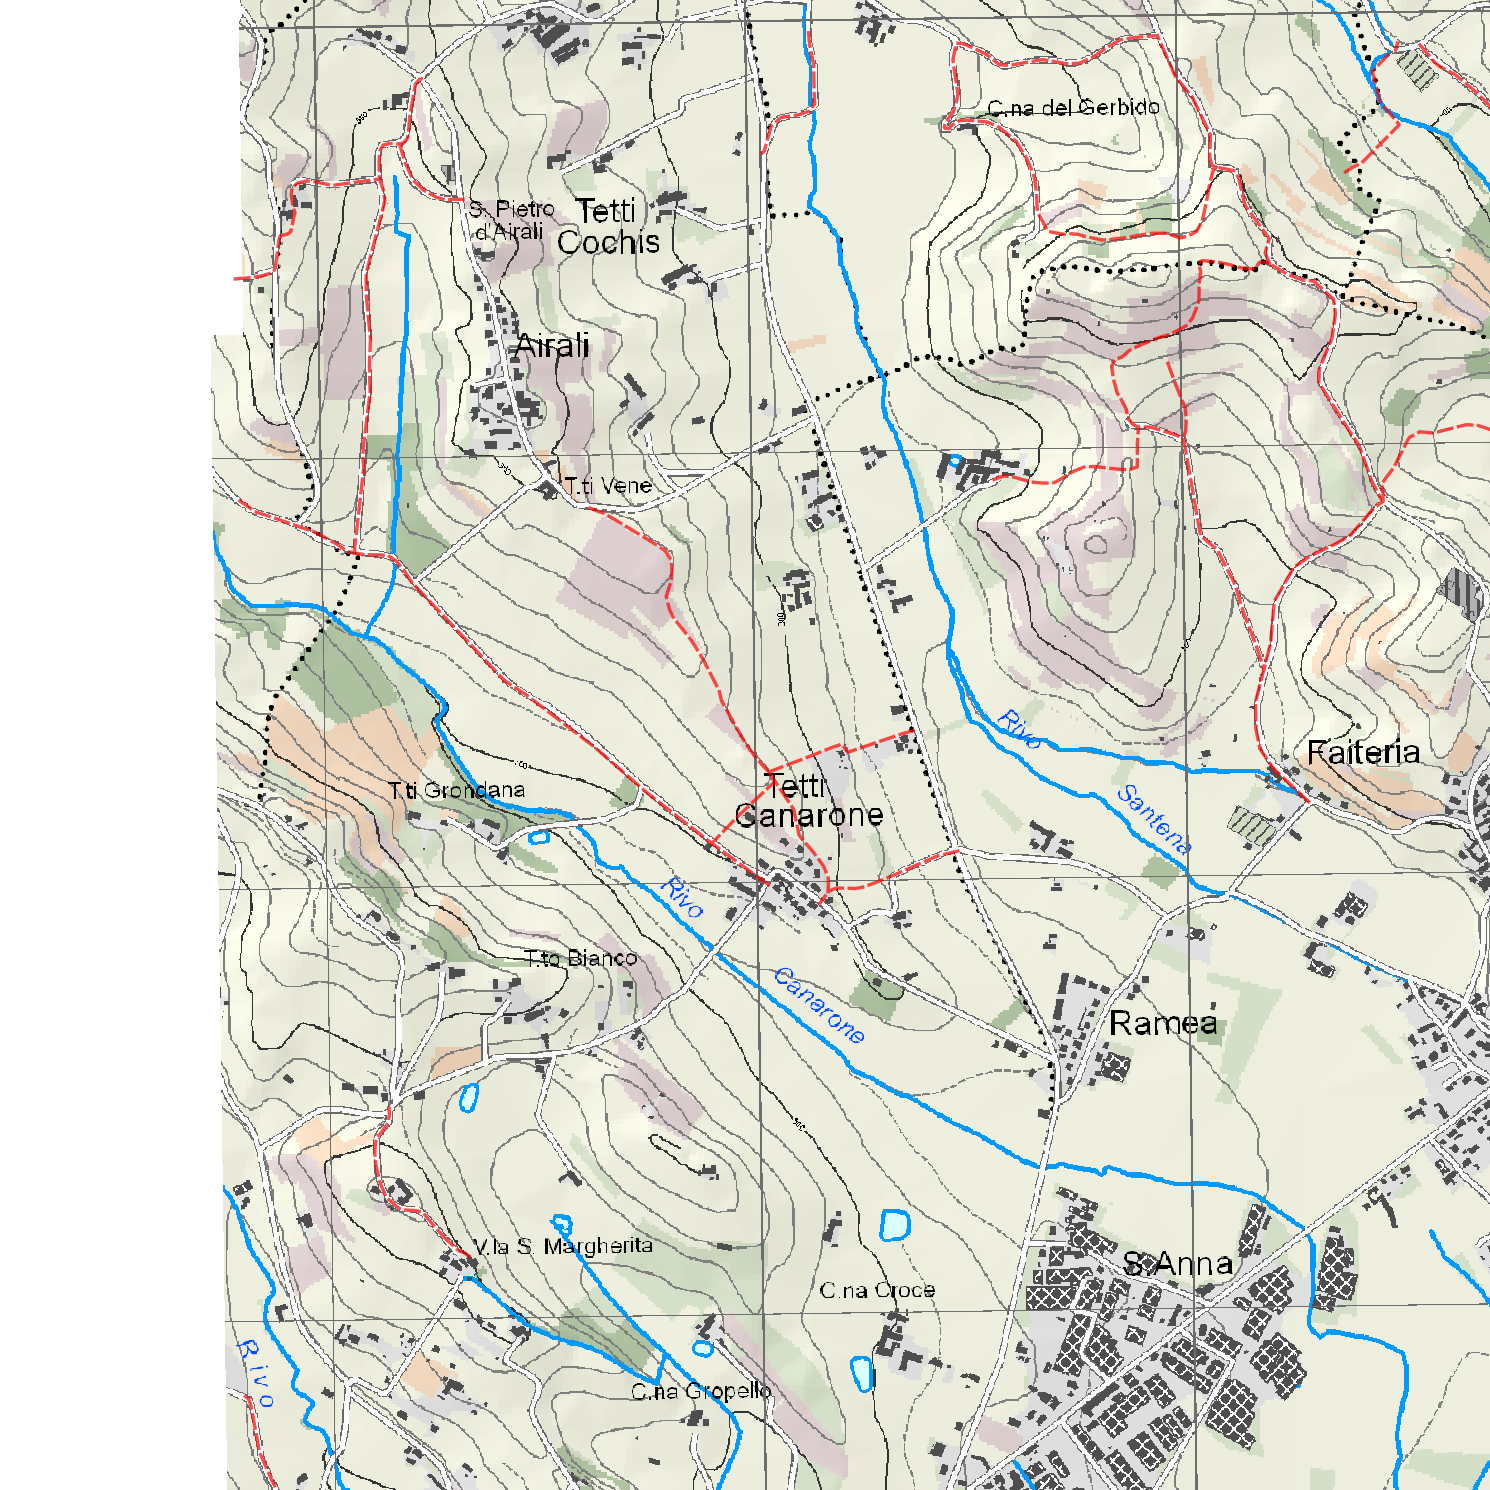 C.na del Gerbido
S. Pietro
d'Airali
Tetti
Cochis
Airali
T.ti Vene
Rivo
Santena
Faiteria
Tetti
Canarone
T.ti Grondana
Rivo
Canarone
T.to Bianco
Ramea
V.la S. Margherita
S.Anna
C.na Croce
Rivo
C.na Gropello